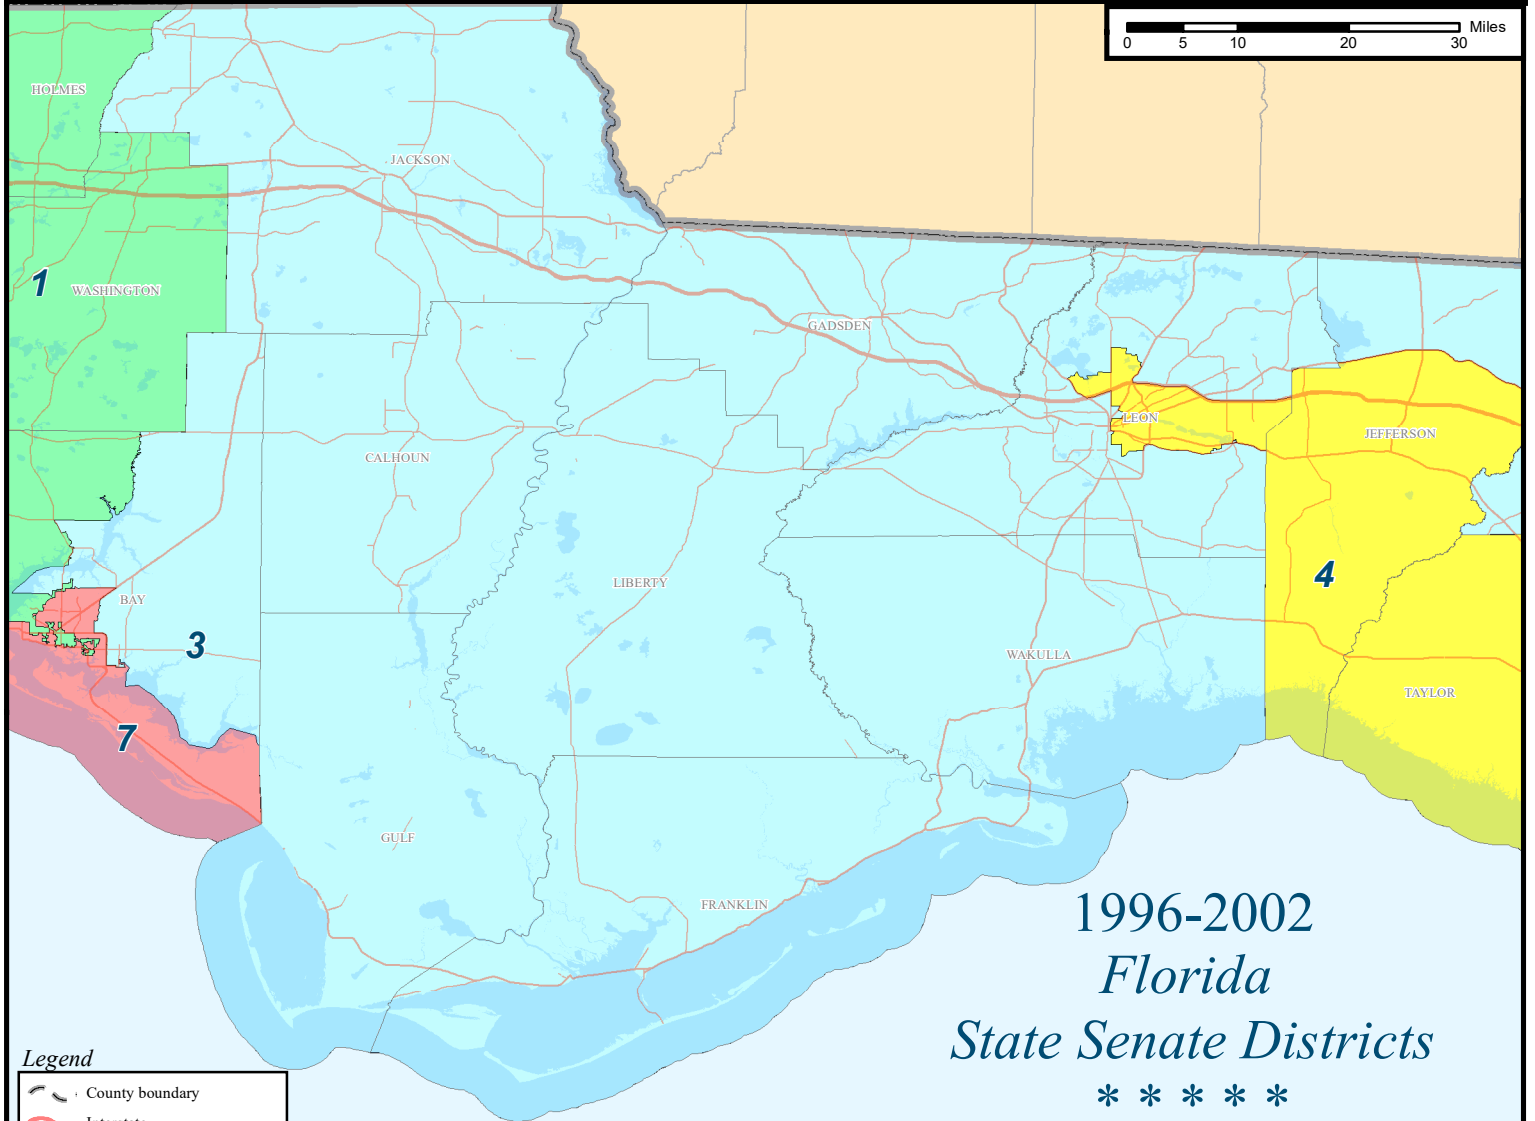 Miles
0 5 10 20 30
HOLMES
JACKSON
1
WASHINGTON
GADSDEN
LEON
JEFFERSON
CALHOUN
4
LIBERTY
BAY
3
WAKULLA
TAYLOR
7
GULF
FRANKLIN
1996-2002
Florida
State Senate Districts
* * * * *
Legend
County boundary